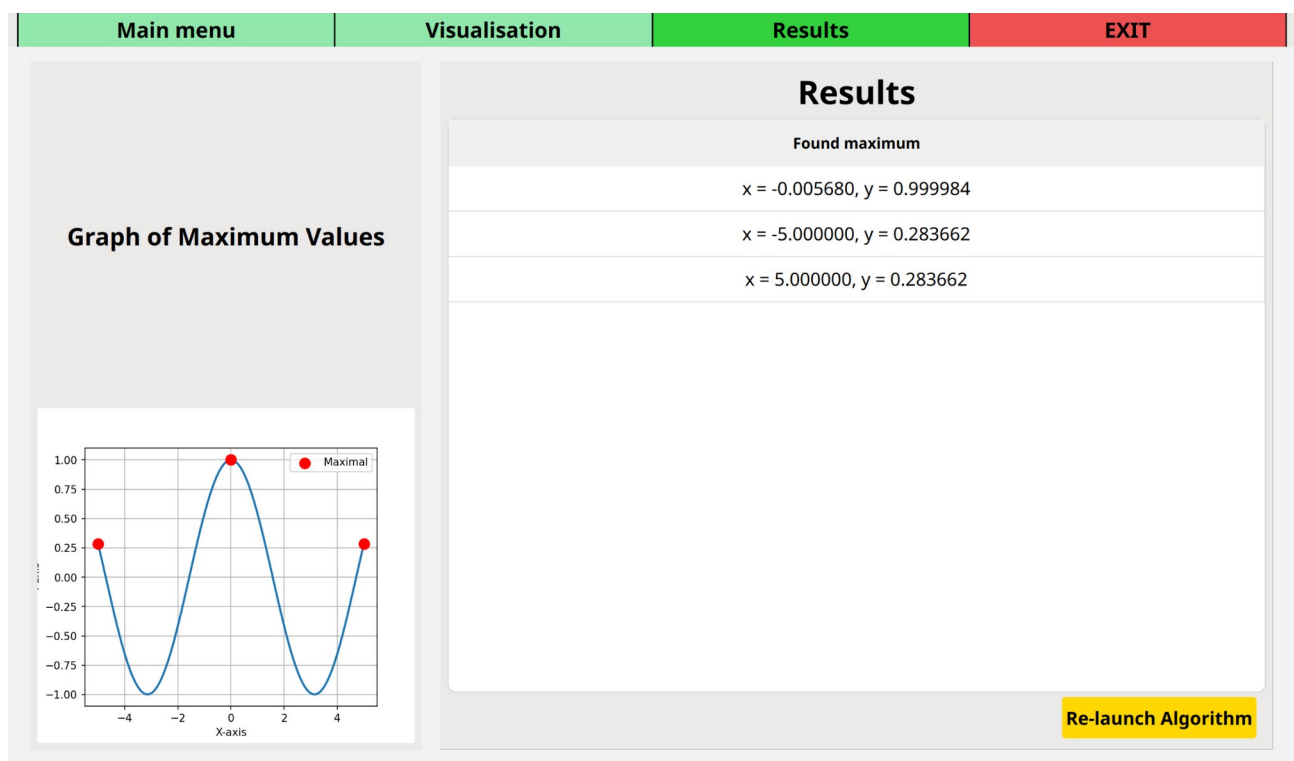 Main menu
Visualisation
Results
EXIT
Graph of Maximum Values
Results
Found maximum
x = -0.005680, y = 0.999984
x = -5.000000, y = 0.283662
x = 5.000000, y = 0.283662
Maximal
1.00
0.75
0.50
0.25
0.00
−0.25
−0.50
−0.75
−1.00
−4 −2 0 2 4
X-axis
Re-launch Algorithm